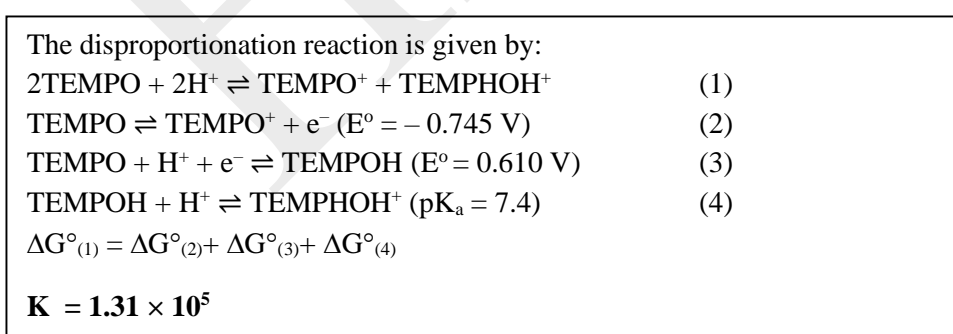 The disproportionation reaction is given by:
2TEMPO + 2H⁺ ⇌ TEMPO⁺ + TEMPHOH⁺ (1)
TEMPO ⇌ TEMPO⁺ + e⁻ (Eº = – 0.745 V) (2)
TEMPO + H⁺ + e⁻ ⇌ TEMPOH (Eº = 0.610 V) (3)
TEMPOH + H⁺ ⇌ TEMPHOH⁺ (pKₐ = 7.4) (4)
ΔG°₍₁₎ = ΔG°₍₂₎+ ΔG°₍₃₎+ ΔG°₍₄₎
K = 1.31 × 10⁵